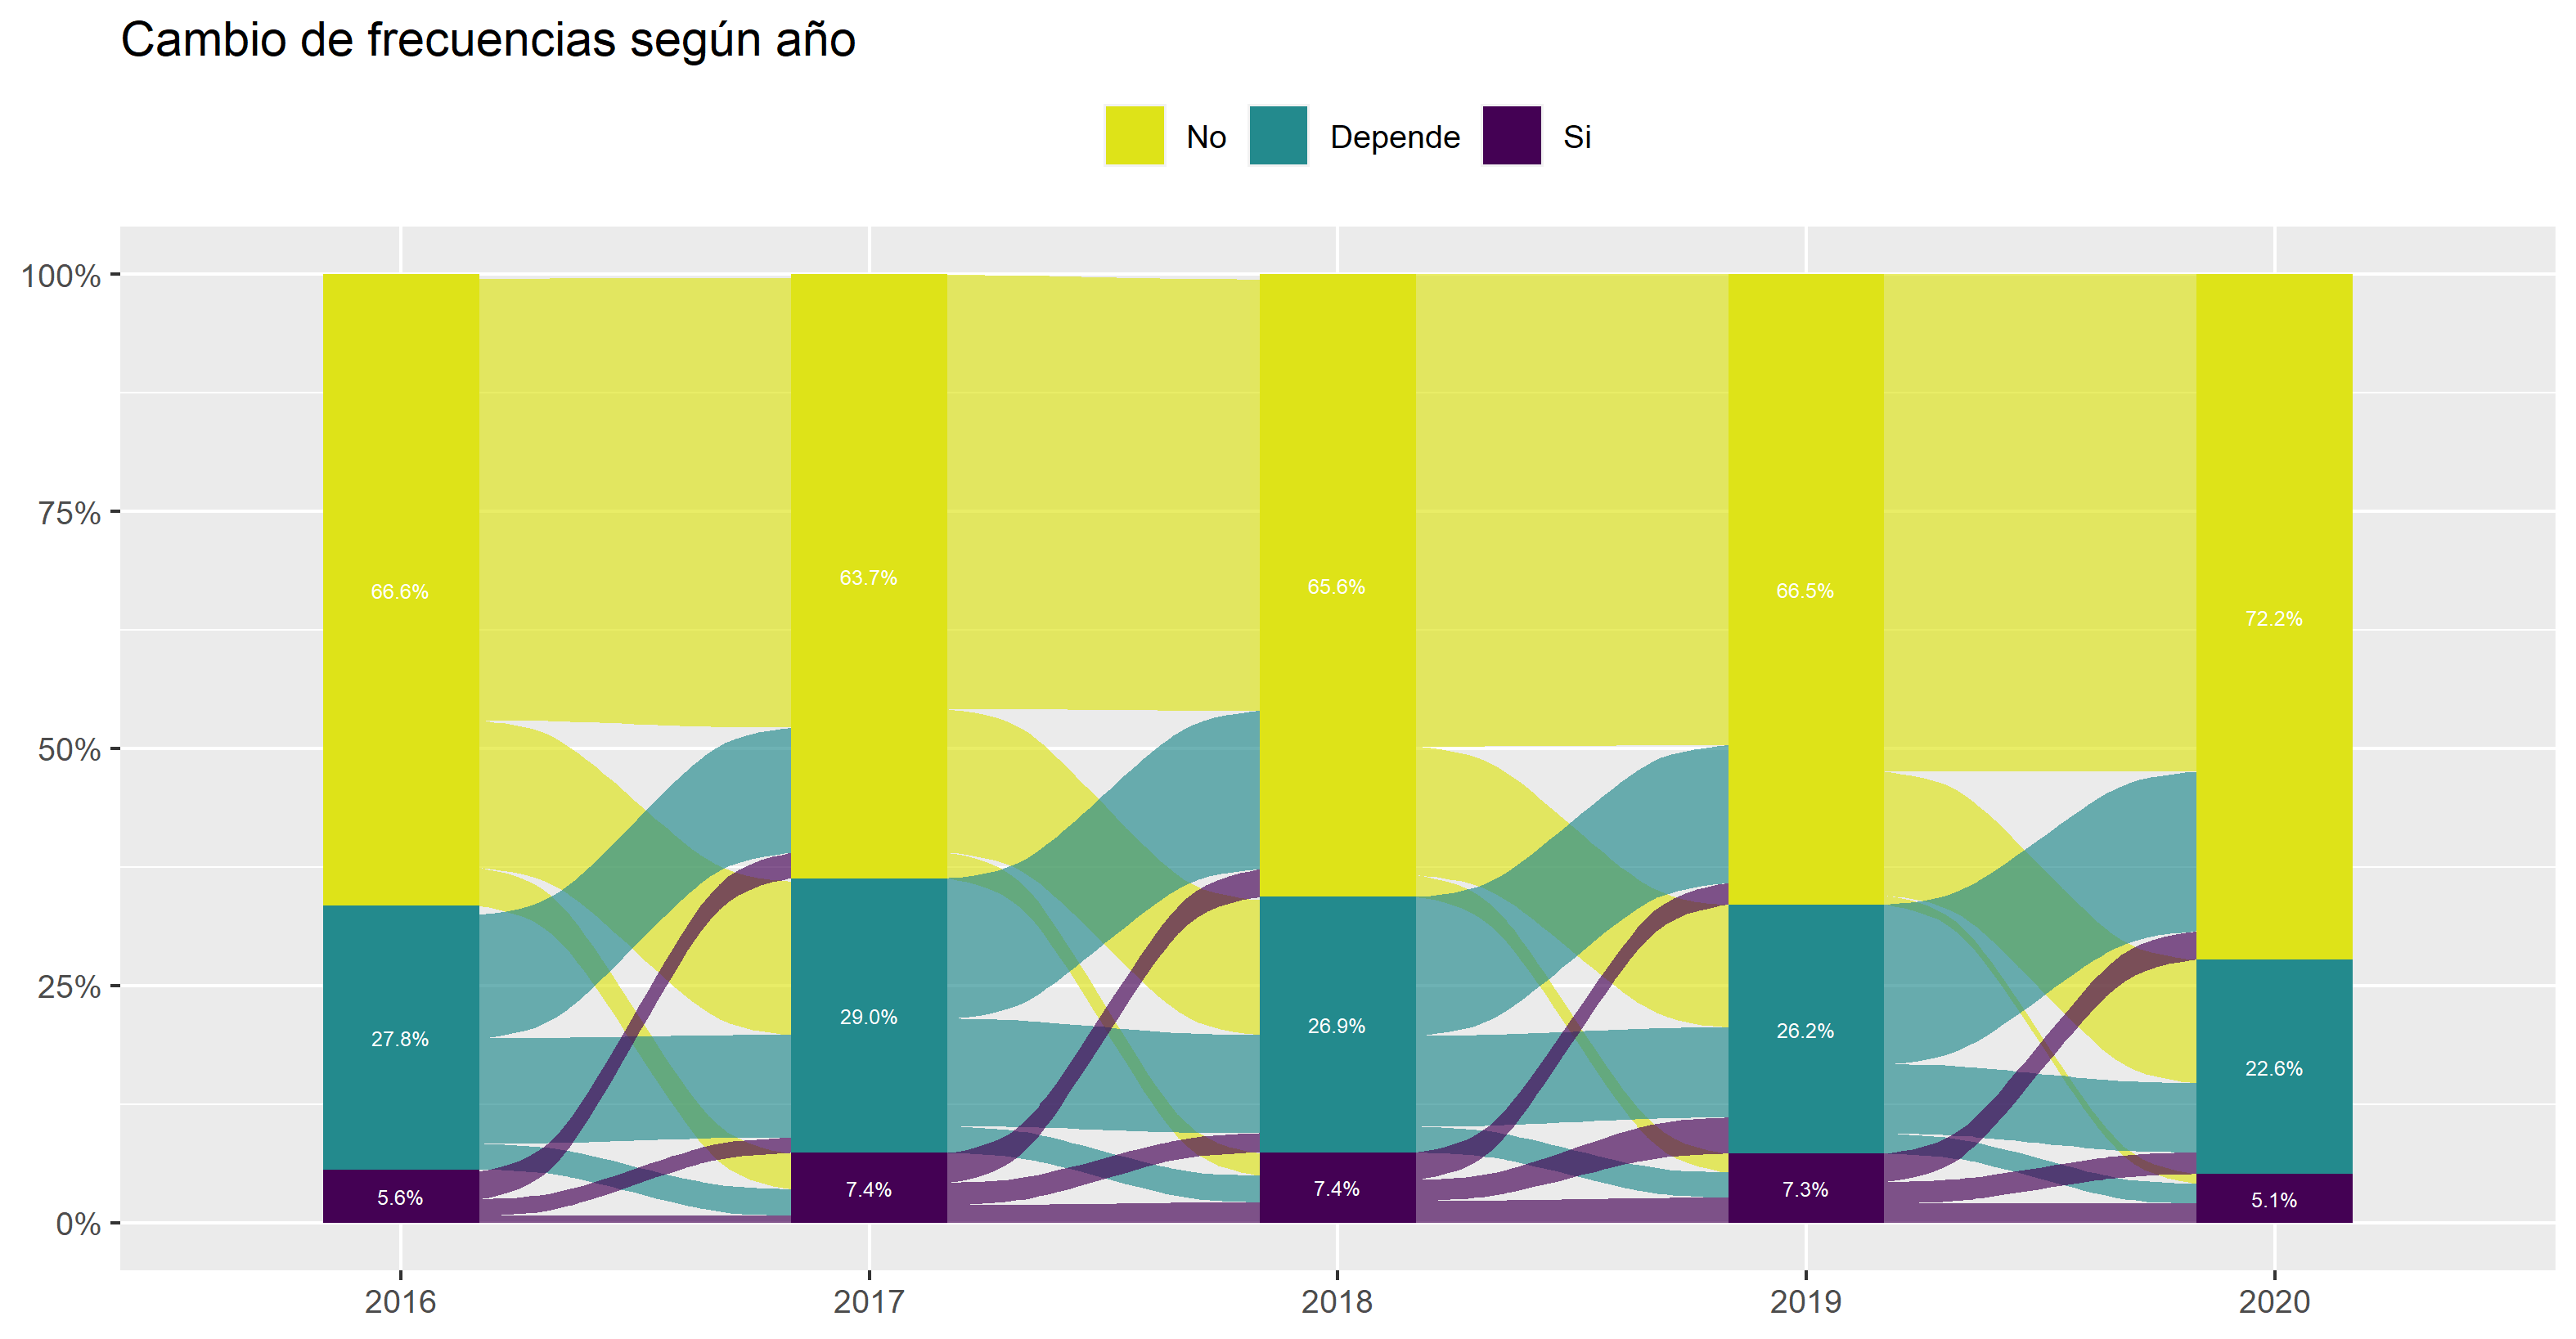 Cambio de frecuencias según año
No Depende Si
100%
75%
50%
25%
0%
66.6% 63.7% 65.6% 66.5% 72.2%
27.8% 29.0% 26.9% 26.2% 22.6%
5.6% 7.4% 7.4% 7.3% 5.1%
2016 2017 2018 2019 2020